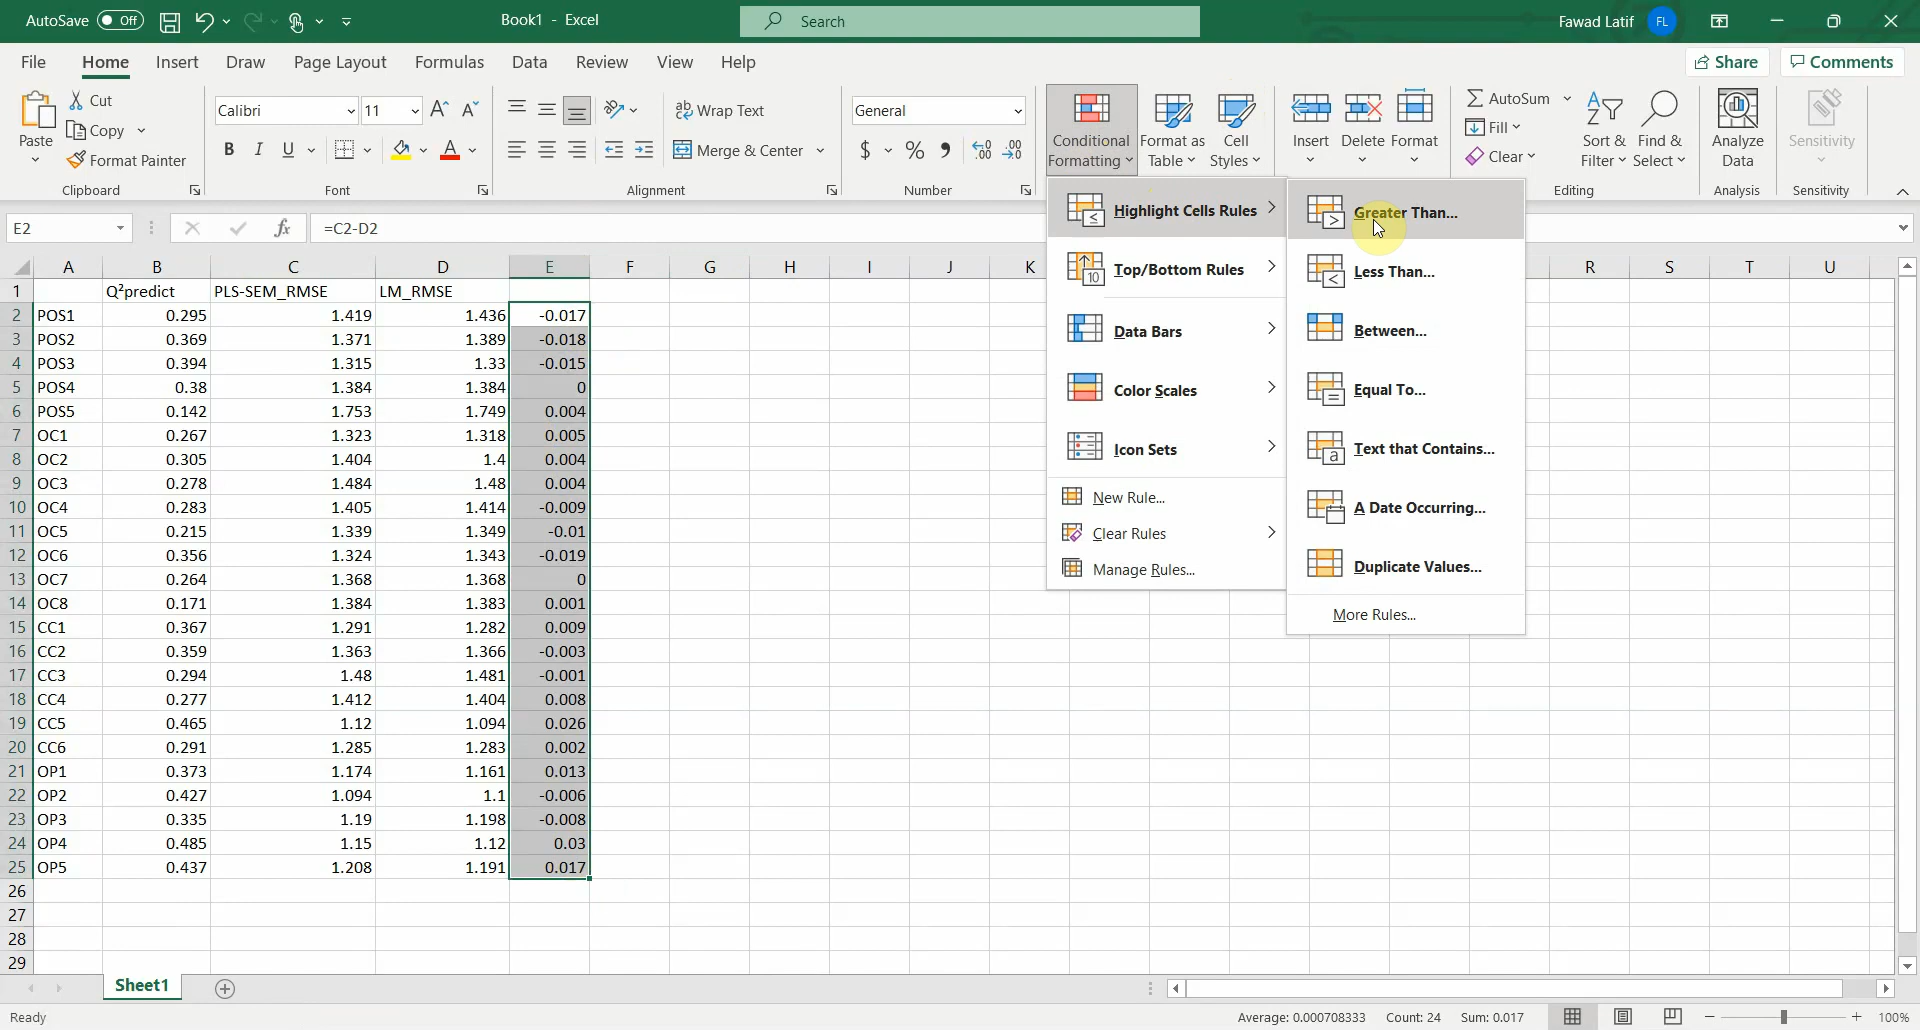 AutoSave Off Book1 - Excel Search Fawad Latif FL
File Home Insert Draw Page Layout Formulas Data Review View Help Share Comments
Paste Cut Copy Format Painter
Clipboard
Calibri 11
B I U
Font
Wrap Text
Merge & Center
Alignment
General
$ % ,
Number
Conditional Formatting
Format as Table
Cell Styles
Insert Delete Format
AutoSum
Fill
Clear
Sort & Filter
Find & Select
Editing
Analyze Data
Analysis
Sensitivity
Sensitivity
E2 fx =C2-D2
Highlight Cells Rules
Top/Bottom Rules
Data Bars
Color Scales
Icon Sets
New Rule...
Clear Rules
Manage Rules...
Greater Than...
Less Than...
Between...
Equal To...
Text that Contains...
A Date Occurring...
Duplicate Values...
More Rules...
A B C D E F G H I J K R S T U
1 Q²predict PLS-SEM_RMSE LM_RMSE
2 POS1 0.295 1.419 1.436 -0.017
3 POS2 0.369 1.371 1.389 -0.018
4 POS3 0.394 1.315 1.33 -0.015
5 POS4 0.38 1.384 1.384 0
6 POS5 0.142 1.753 1.749 0.004
7 OC1 0.267 1.323 1.318 0.005
8 OC2 0.305 1.404 1.4 0.004
9 OC3 0.278 1.484 1.48 0.004
10 OC4 0.283 1.405 1.414 -0.009
11 OC5 0.215 1.339 1.349 -0.01
12 OC6 0.356 1.324 1.343 -0.019
13 OC7 0.264 1.368 1.368 0
14 OC8 0.171 1.384 1.383 0.001
15 CC1 0.367 1.291 1.282 0.009
16 CC2 0.359 1.363 1.366 -0.003
17 CC3 0.294 1.48 1.481 -0.001
18 CC4 0.277 1.412 1.404 0.008
19 CC5 0.465 1.12 1.094 0.026
20 CC6 0.291 1.285 1.283 0.002
21 OP1 0.373 1.174 1.161 0.013
22 OP2 0.427 1.094 1.1 -0.006
23 OP3 0.335 1.19 1.198 -0.008
24 OP4 0.485 1.15 1.12 0.03
25 OP5 0.437 1.208 1.191 0.017
26
27
28
29
Sheet1
Ready Average: 0.000708333 Count: 24 Sum: 0.017 100%